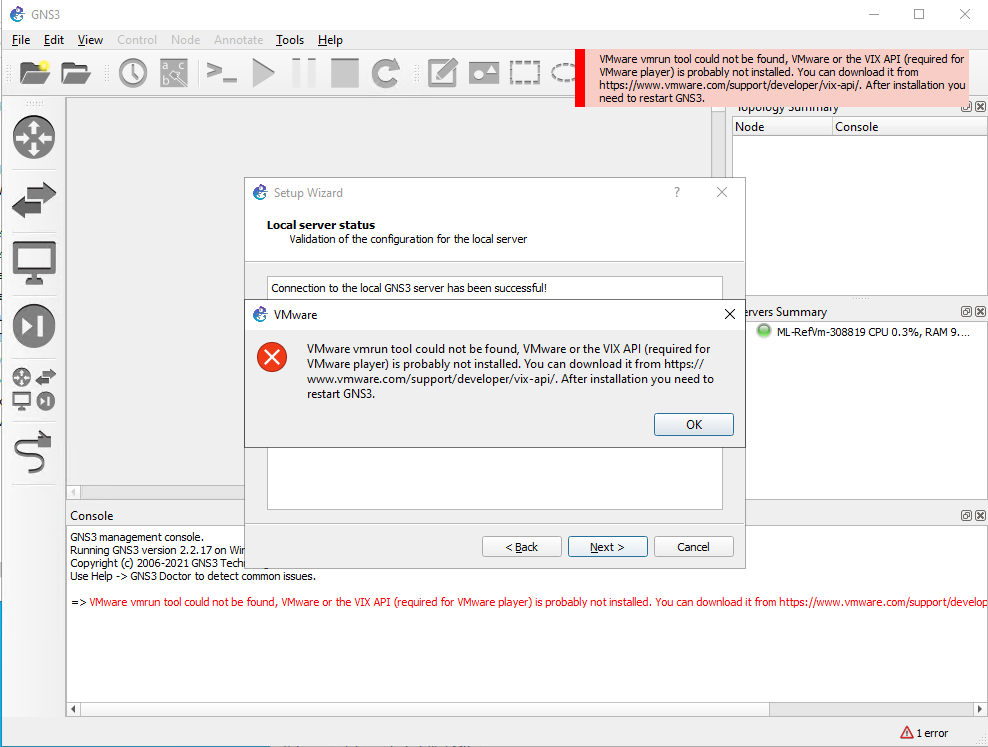 GNS3
File Edit View Control Node Annotate Tools Help
VMware vmrun tool could not be found, VMware or the VIX API (required for
VMware player) is probably not installed. You can download it from
https://www.vmware.com/support/developer/vix-api/. After installation you
need to restart GNS3.
Topology Summary
Node Console
Setup Wizard
Local server status
Validation of the configuration for the local server
Connection to the local GNS3 server has been successful!
VMware
VMware vmrun tool could not be found, VMware or the VIX API (required for
VMware player) is probably not installed. You can download it from https://
www.vmware.com/support/developer/vix-api/. After installation you need to
restart GNS3.
OK
< Back Next > Cancel
ervers Summary
ML-RefVm-308819 CPU 0.3%, RAM 9....
Console
GNS3 management console.
Running GNS3 version 2.2.17 on Win
Copyright (c) 2006-2021 GNS3 Techn
Use Help -> GNS3 Doctor to detect common issues.
=> VMware vmrun tool could not be found, VMware or the VIX API (required for VMware player) is probably not installed. You can download it from https://www.vmware.com/support/develop
1 error